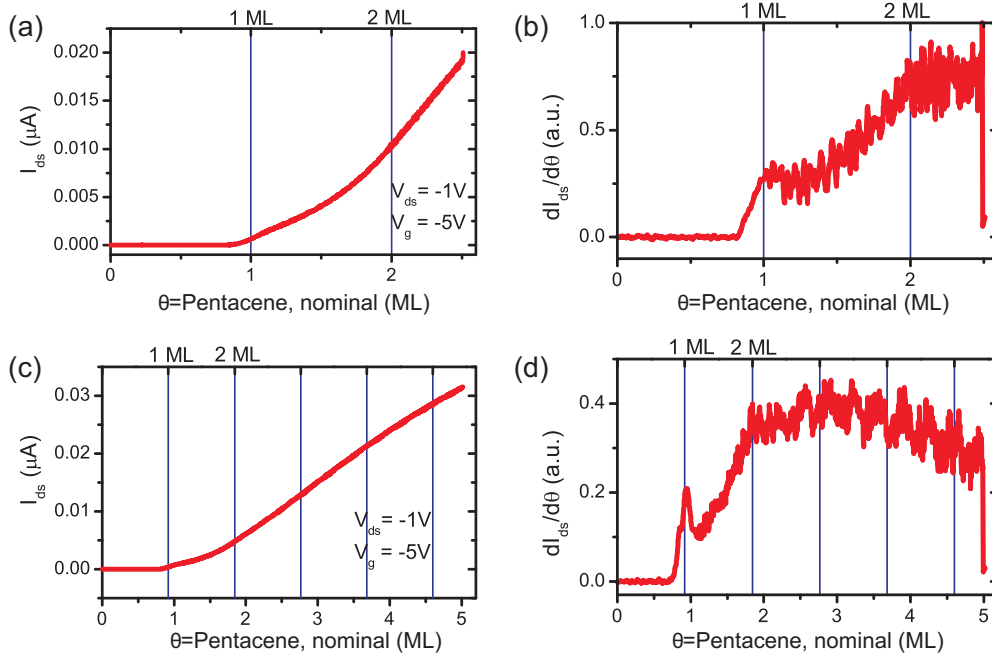 (a)
1 ML
2 ML
0.020
0.015
0.010
0.005
0.000
I_ds (μA)
V_ds = -1V
V_g = -5V
0
1
2
θ=Pentacene, nominal (ML)
(b)
1 ML
2 ML
1.0
0.5
0.0
dI_ds/dθ (a.u.)
0
1
2
θ=Pentacene, nominal (ML)
(c)
1 ML
2 ML
0.03
0.02
0.01
0.00
I_ds (μA)
V_ds = -1V
V_g = -5V
0
1
2
3
4
5
θ=Pentacene, nominal (ML)
(d)
1 ML
2 ML
0.4
0.2
0.0
dI_ds/dθ (a.u.)
0
1
2
3
4
5
θ=Pentacene, nominal (ML)